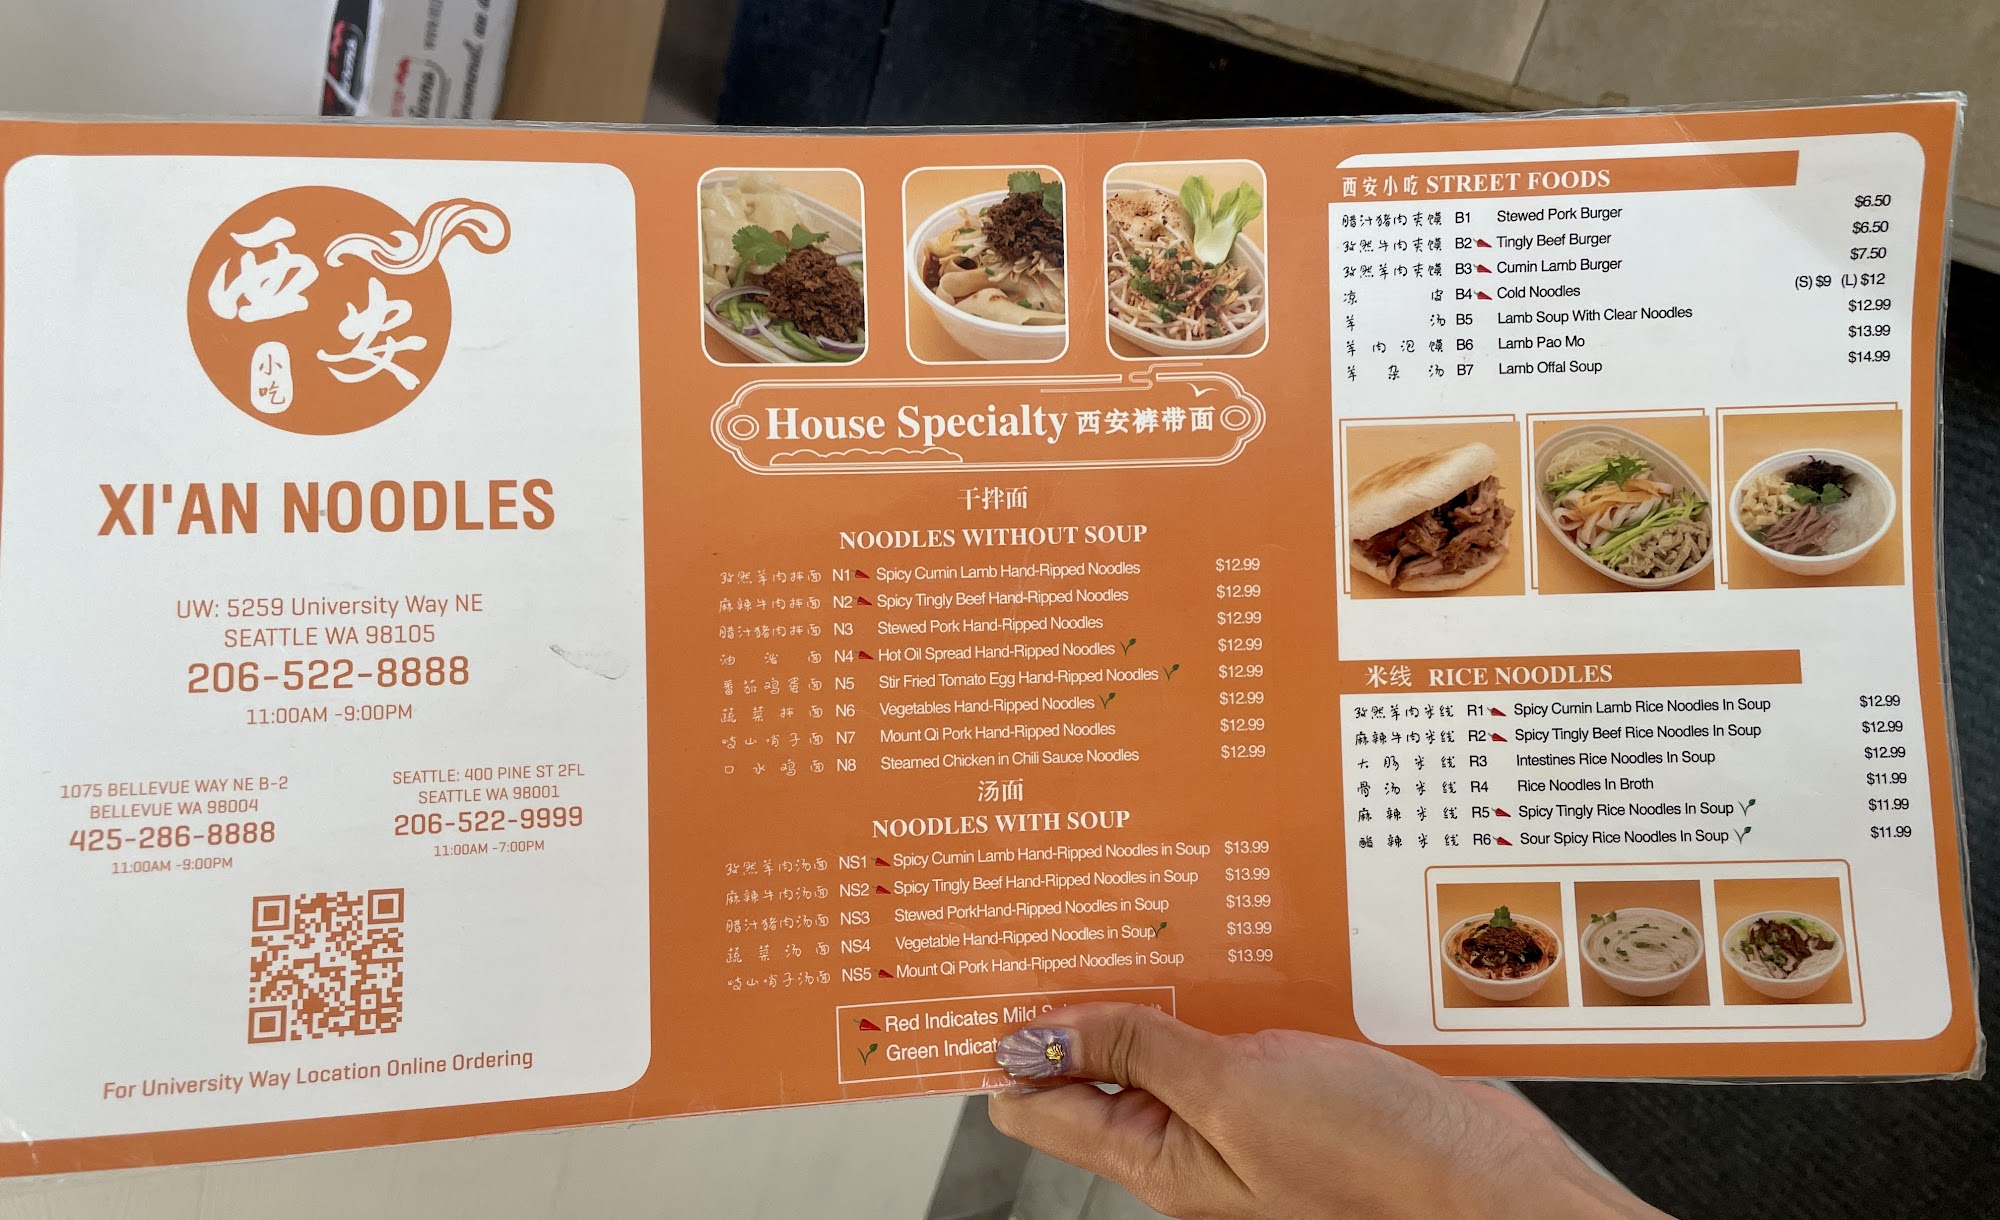 西安
小吃
XI'AN NOODLES
UW: 5259 University Way NE
SEATTLE WA 98105
206-522-8888
11:00AM -9:00PM
1075 BELLEVUE WAY NE B-2
BELLEVUE WA 98004
425-286-8888
11:00AM -9:00PM
SEATTLE: 400 PINE ST 2FL
SEATTLE WA 98001
206-522-9999
11:00AM -7:00PM
For University Way Location Online Ordering
House Specialty 西安裤带面
干拌面
NOODLES WITHOUT SOUP
孜然羊肉拌面 N1 Spicy Cumin Lamb Hand-Ripped Noodles $12.99
麻辣牛肉拌面 N2 Spicy Tingly Beef Hand-Ripped Noodles $12.99
腊汁猪肉拌面 N3 Stewed Pork Hand-Ripped Noodles $12.99
油泼面 N4 Hot Oil Spread Hand-Ripped Noodles $12.99
番茄鸡蛋面 N5 Stir Fried Tomato Egg Hand-Ripped Noodles $12.99
蔬菜拌面 N6 Vegetables Hand-Ripped Noodles $12.99
岐山哨子面 N7 Mount Qi Pork Hand-Ripped Noodles $12.99
口水鸡面 N8 Steamed Chicken in Chili Sauce Noodles $12.99
汤面
NOODLES WITH SOUP
孜然羊肉汤面 NS1 Spicy Cumin Lamb Hand-Ripped Noodles in Soup $13.99
麻辣牛肉汤面 NS2 Spicy Tingly Beef Hand-Ripped Noodles in Soup $13.99
腊汁猪肉汤面 NS3 Stewed PorkHand-Ripped Noodles in Soup $13.99
蔬菜汤面 NS4 Vegetable Hand-Ripped Noodles in Soup $13.99
岐山哨子汤面 NS5 Mount Qi Pork Hand-Ripped Noodles in Soup $13.99
Red Indicates Mild
Green
西安小吃 STREET FOODS
腊汁猪肉夹馍 B1 Stewed Pork Burger $6.50
孜然牛肉夹馍 B2 Tingly Beef Burger $6.50
孜然羊肉夹馍 B3 Cumin Lamb Burger $7.50
凉皮 B4 Cold Noodles (S) $9 (L) $12
羊汤 B5 Lamb Soup With Clear Noodles $12.99
羊肉泡馍 B6 Lamb Pao Mo $13.99
羊杂汤 B7 Lamb Offal Soup $14.99
米线 RICE NOODLES
孜然羊肉米线 R1 Spicy Cumin Lamb Rice Noodles In Soup $12.99
麻辣牛肉米线 R2 Spicy Tingly Beef Rice Noodles In Soup $12.99
大肠米线 R3 Intestines Rice Noodles In Soup $12.99
骨汤米线 R4 Rice Noodles In Broth $11.99
麻辣米线 R5 Spicy Tingly Rice Noodles In Soup $11.99
酸辣米线 R6 Sour Spicy Rice Noodles In Soup $11.99